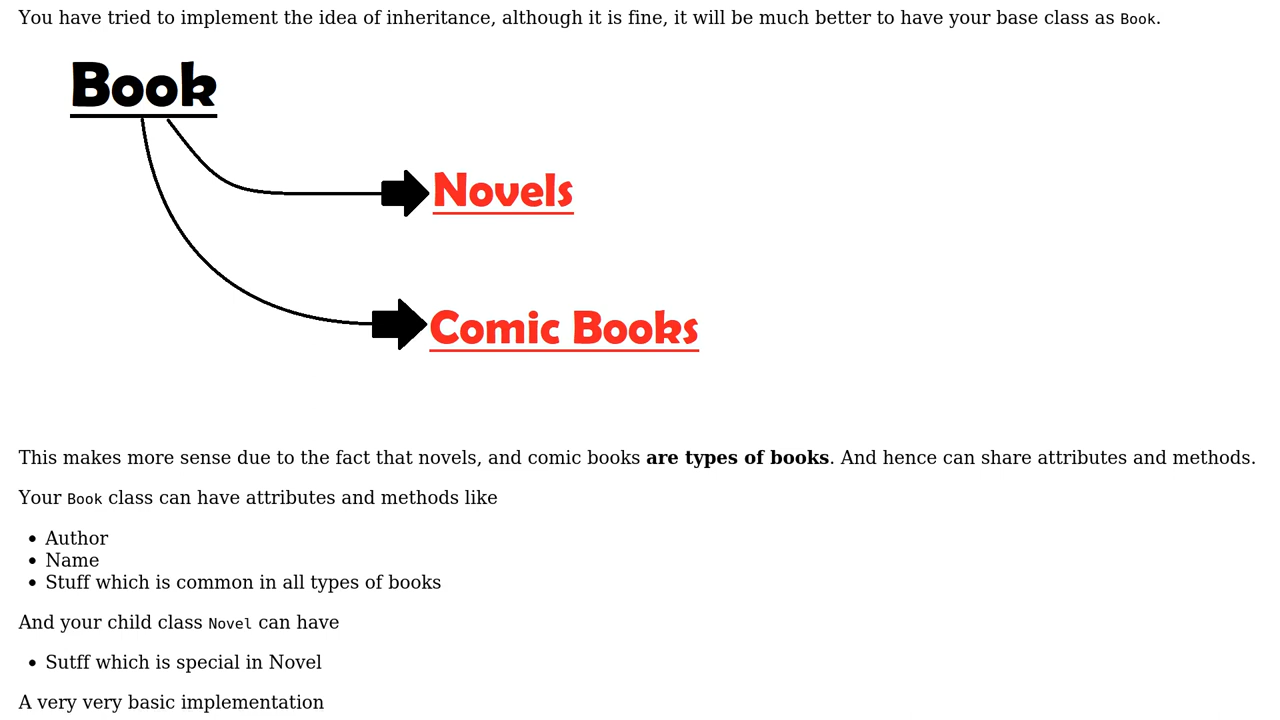 You have tried to implement the idea of inheritance, although it is fine, it will be much better to have your base class as Book.
Book
Novels
Comic Books
This makes more sense due to the fact that novels, and comic books are types of books. And hence can share attributes and methods.
Your Book class can have attributes and methods like
• Author
• Name
• Stuff which is common in all types of books
And your child class Novel can have
• Sutff which is special in Novel
A very very basic implementation